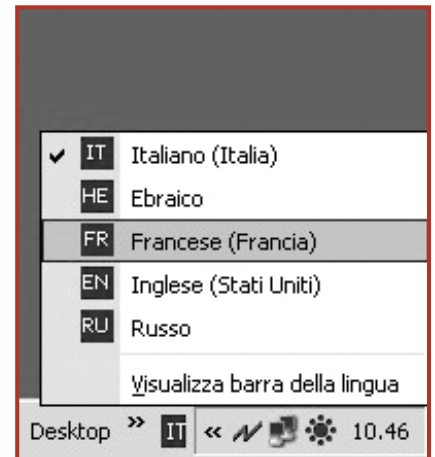 IT Italiano (Italia)
HE Ebraico
FR Francese (Francia)
EN Inglese (Stati Uniti)
RU Russo
Visualizza barra della lingua
Desktop » IT « 10.46